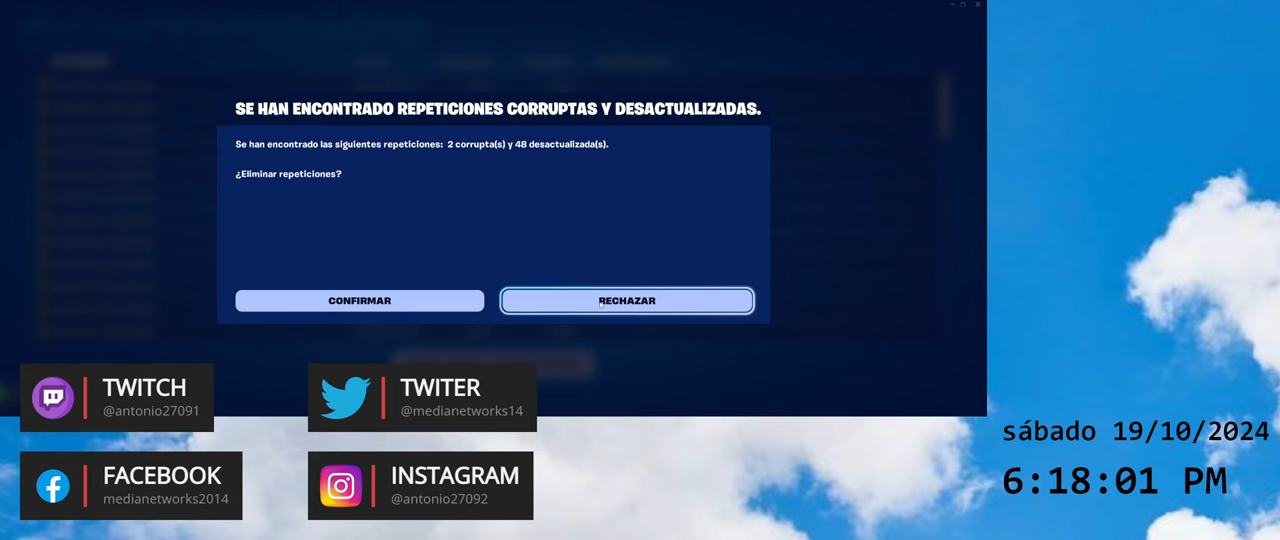 SE HAN ENCONTRADO REPETICIONES CORRUPTAS Y DESACTUALIZADAS.
Se han encontrado las siguientes repeticiones: 2 corrupta(s) y 48 desactualizada(s).
¿Eliminar repeticiones?
CONFIRMAR
RECHAZAR
TWITCH
@antonio27091
TWITER
@medianetworks14
FACEBOOK
medianetworks2014
INSTAGRAM
@antonio27092
sábado 19/10/2024
6:18:01 PM